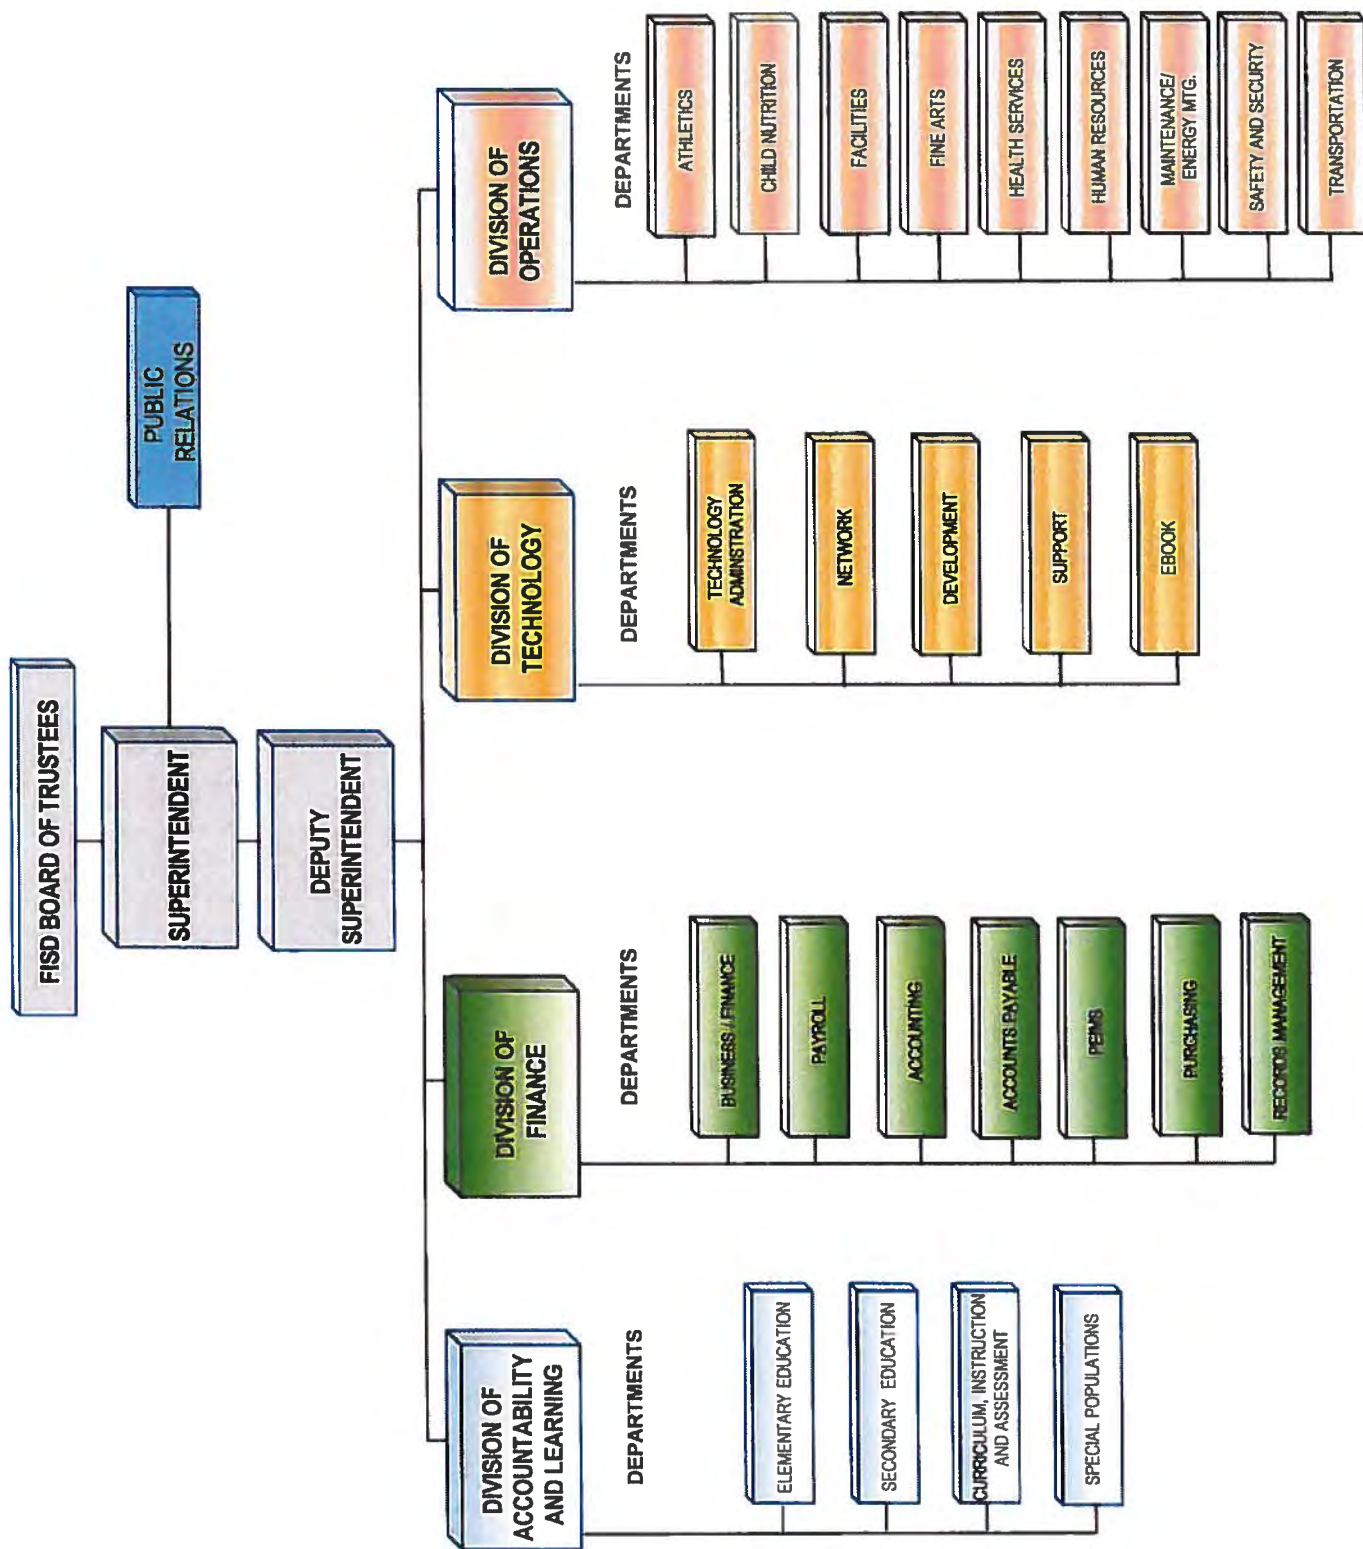 FISD BOARD OF TRUSTEES
SUPERINTENDENT
PUBLIC
RELATIONS
DEPUTY
SUPERINTENDENT
DIVISION OF
ACCOUNTABILITY
AND LEARNING
DEPARTMENTS
ELEMENTARY EDUCATION
SECONDARY EDUCATION
CURRICULUM, INSTRUCTION
AND ASSESSMENT
SPECIAL POPULATIONS
DIVISION OF
FINANCE
DEPARTMENTS
BUSINESS / FINANCE
PAYROLL
ACCOUNTING
ACCOUNTS PAYABLE
PEIMS
PURCHASING
RECORDS MANAGEMENT
DIVISION OF
TECHNOLOGY
DEPARTMENTS
TECHNOLOGY
ADMINSTRATION
NETWORK
DEVELOPMENT
SUPPORT
EBOOK
DIVISION OF
OPERATIONS
DEPARTMENTS
ATHLETICS
CHILD NUTRITION
FACILITIES
FINE ARTS
HEALTH SERVICES
HUMAN RESOURCES
MAINTENANCE/
ENERGY MTG.
SAFETY AND SECURTY
TRANSPORTATION